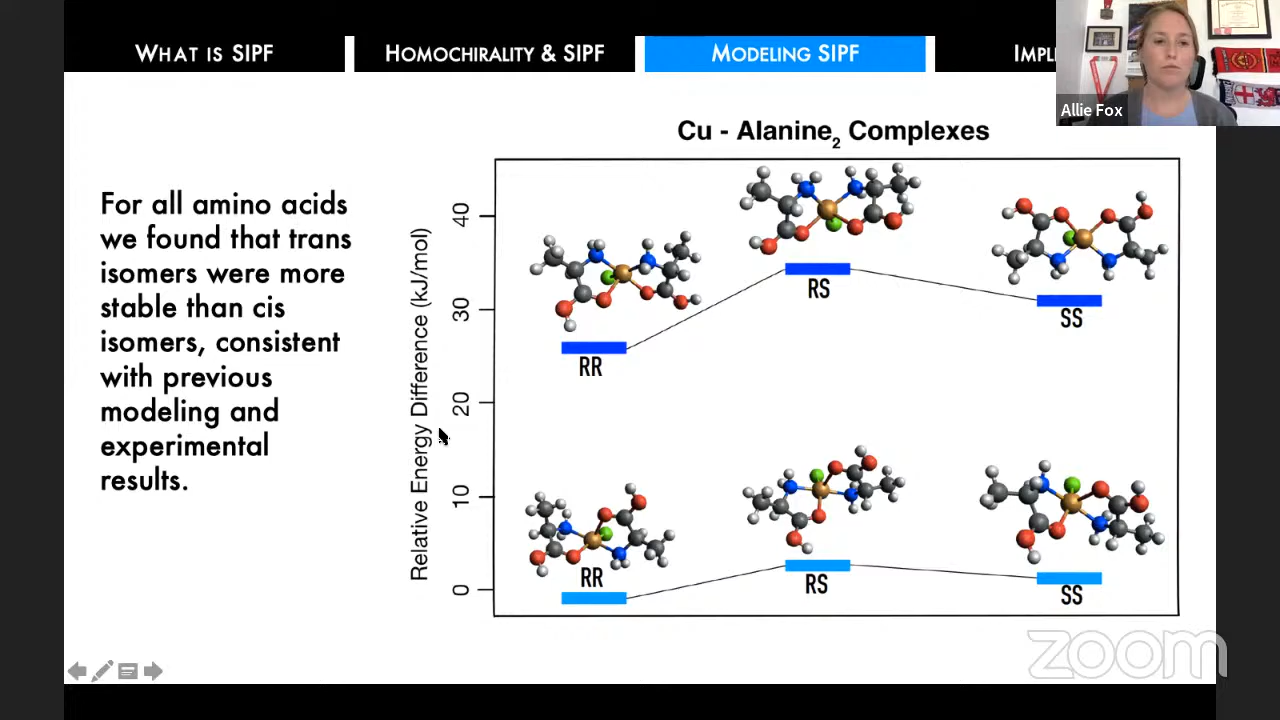 WHAT IS SIPF
HOMOCHIRALITY & SIPF
MODELING SIPF
IMPL
Allie Fox
Cu - Alanine2 Complexes
For all amino acids
we found that trans
isomers were more
stable than cis
isomers, consistent
with previous
modeling and
experimental
results.
Relative Energy Difference (kJ/mol)
40
30
20
10
0
RR
RS
SS
RR
RS
SS
zoom